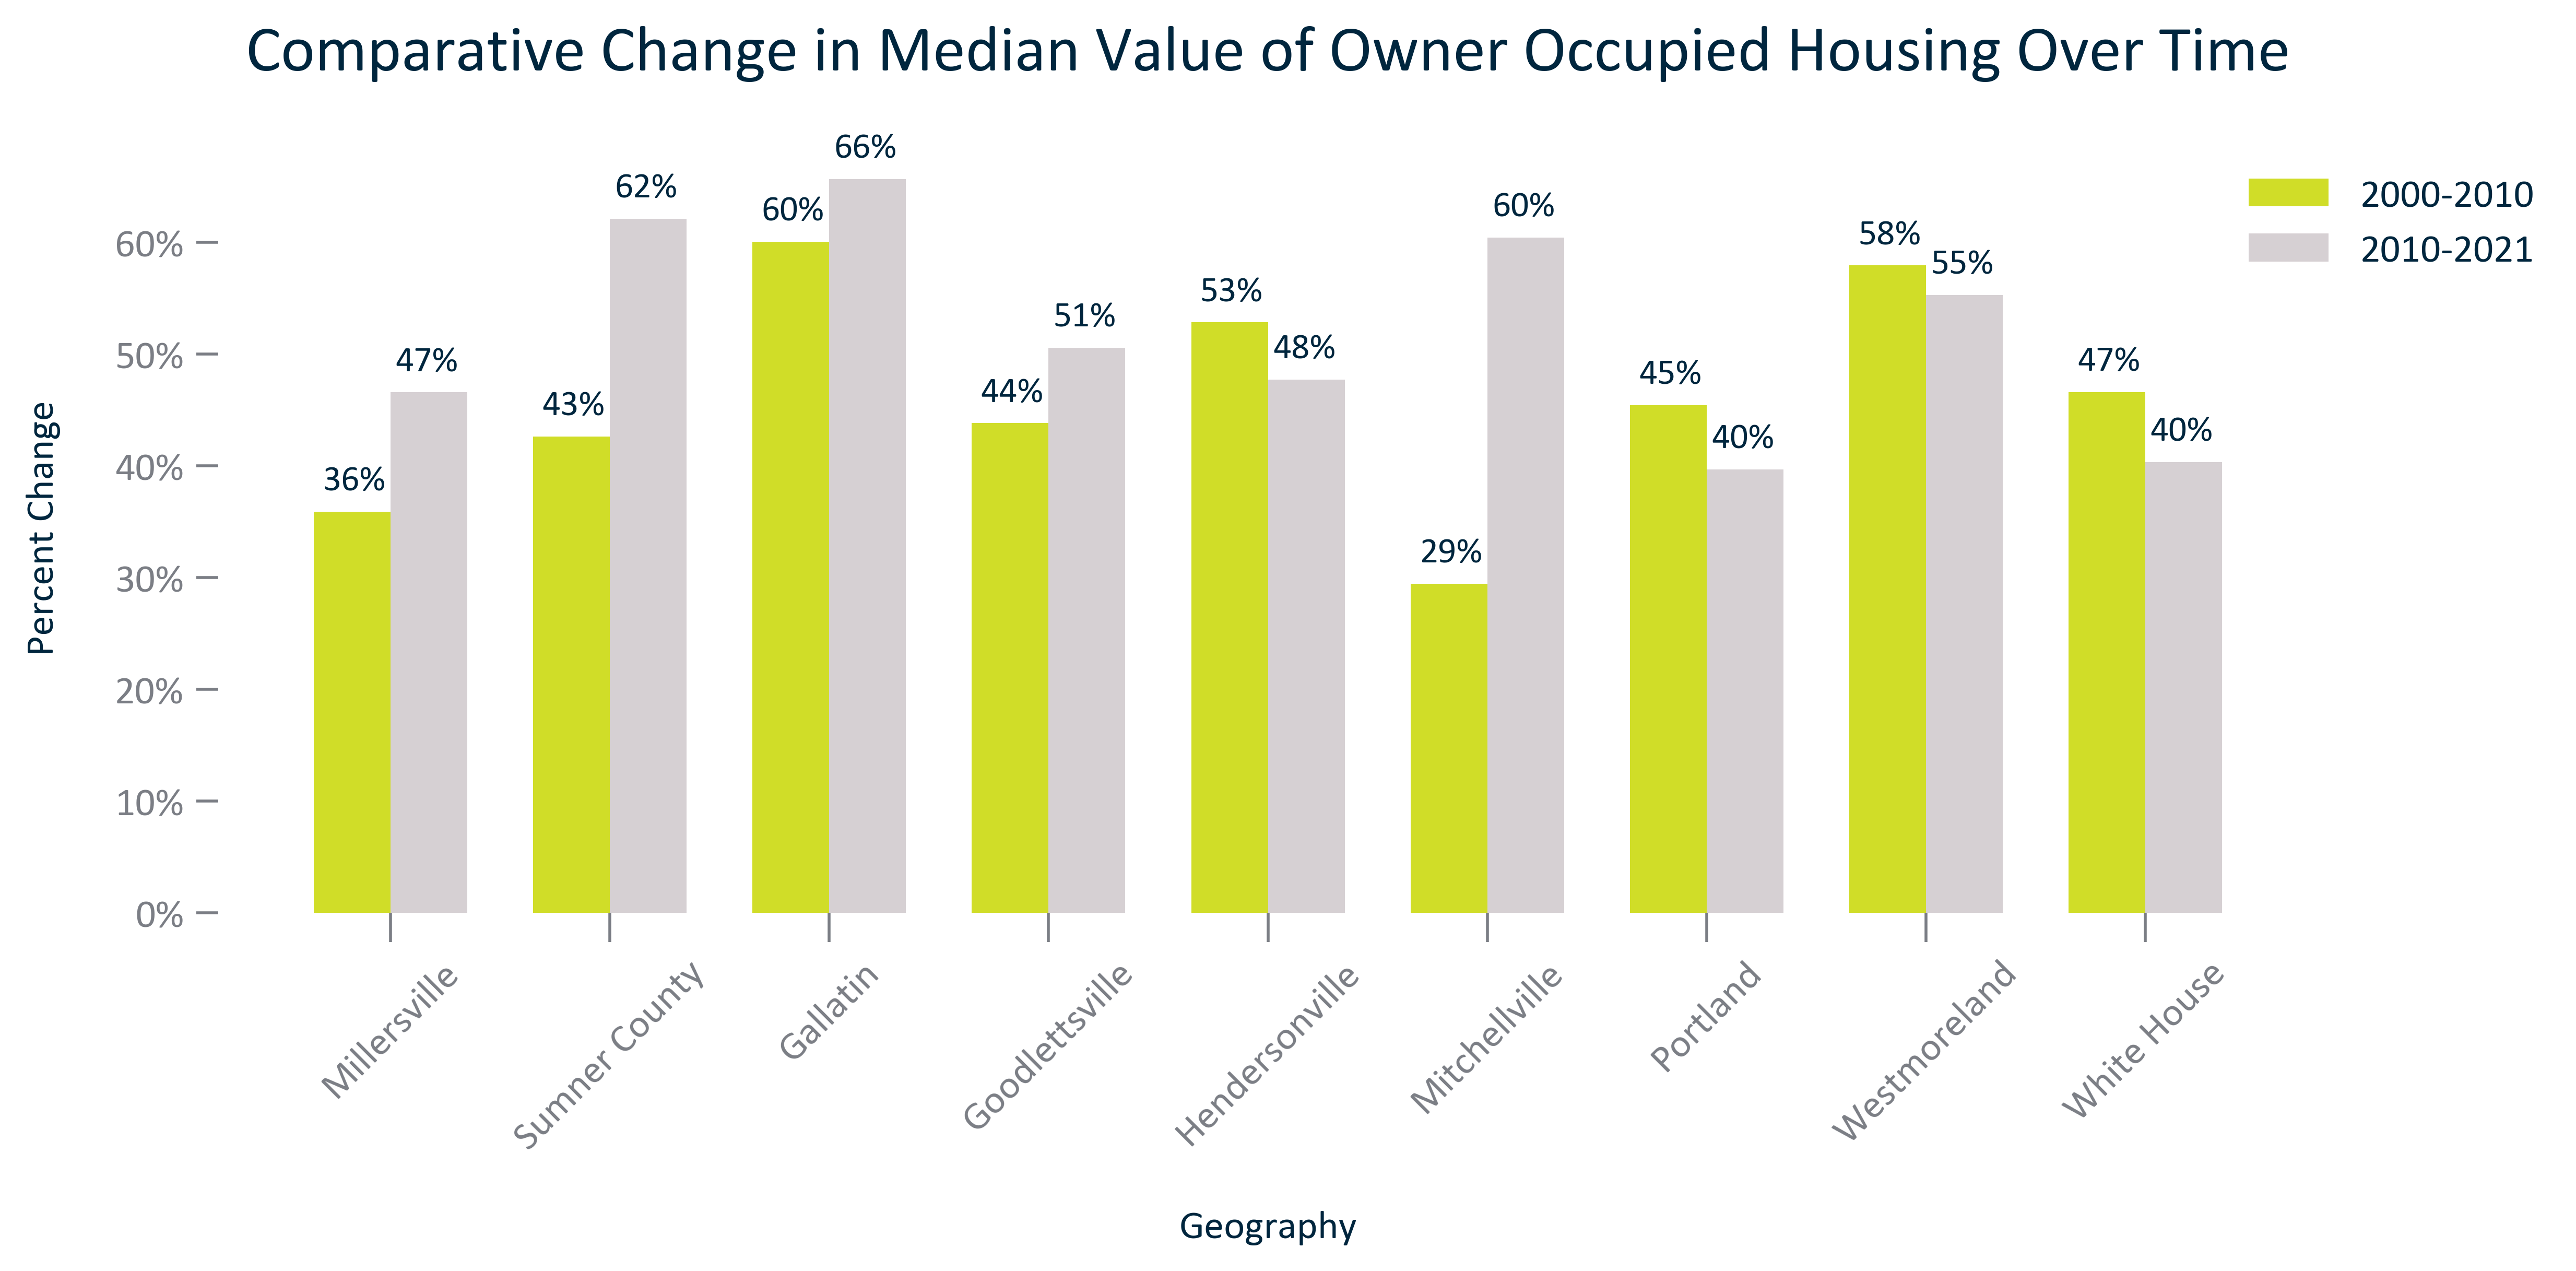 Comparative Change in Median Value of Owner Occupied Housing Over Time
66%
62%
60%
60%
2000-2010
58%
60%
2010-2021
55%
53%
51%
50%
47%
48%
47%
45%
44%
43%
40%
40%
40%
36%
Percent Change
29%
30%
20%
10%
0%
Millersville
Sumner County
Gallatin
Goodlettsville
Hendersonville
Mitchellville
Portland
Westmoreland
White House
Geography